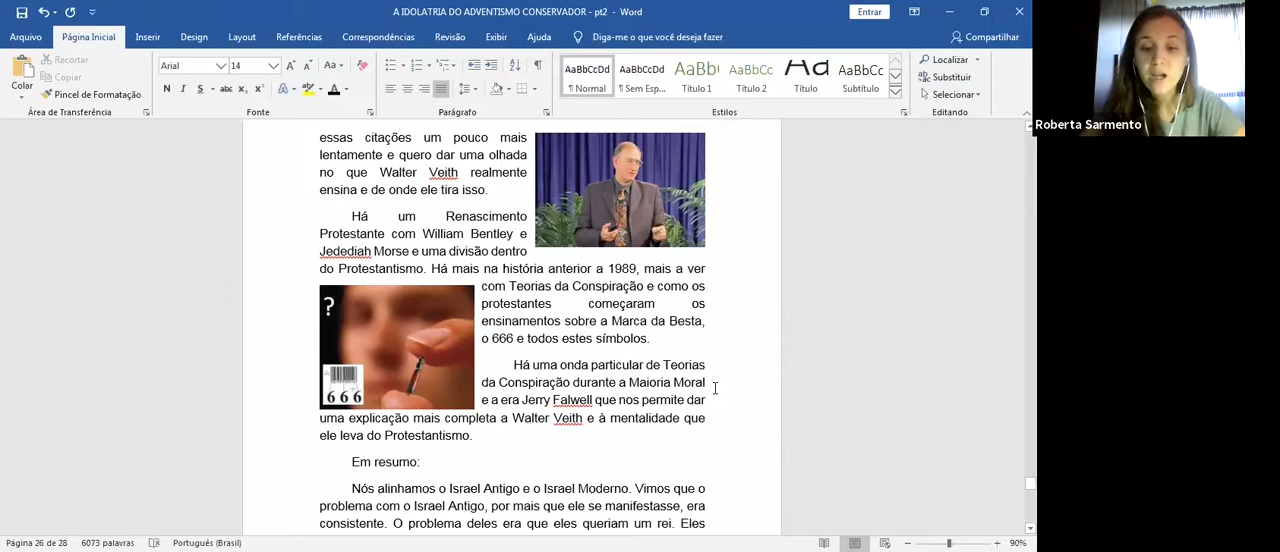 A IDOLATRIA DO ADVENTISMO CONSERVADOR - pt2 - Word
Entrar
Arquivo Página Inicial Inserir Design Layout Referências Correspondências Revisão Exibir Ajuda Diga-me o que você deseja fazer Compartilhar
Colar
Recortar
Copiar
Pincel de Formatação
Área de Transferência
Arial 14
N I S abc x₂ x²
Fonte
Parágrafo
AaBbCcDd AaBbCcDd AaBbC AaBbCc AaBbCc
¶ Normal ¶ Sem Esp... Título 1 Título 2 Título Subtítulo
Estilos
Localizar
Substituir
Selecionar
Editando
Roberta Sarmento
essas citações um pouco mais
lentamente e quero dar uma olhada
no que Walter Veith realmente
ensina e de onde ele tira isso.
Há um Renascimento
Protestante com William Bentley e
Jedediah Morse e uma divisão dentro
do Protestantismo. Há mais na história anterior a 1989, mais a ver
com Teorias da Conspiração e como os
protestantes começaram os
ensinamentos sobre a Marca da Besta,
o 666 e todos estes símbolos.
?
666
Há uma onda particular de Teorias
da Conspiração durante a Maioria Moral
e a era Jerry Falwell que nos permite dar
uma explicação mais completa a Walter Veith e à mentalidade que
ele leva do Protestantismo.
Em resumo:
Nós alinhamos o Israel Antigo e o Israel Moderno. Vimos que o
problema com o Israel Antigo, por mais que ele se manifestasse, era
consistente. O problema deles era que eles queriam um rei. Eles
Página 26 de 28 6073 palavras Português (Brasil) 90%